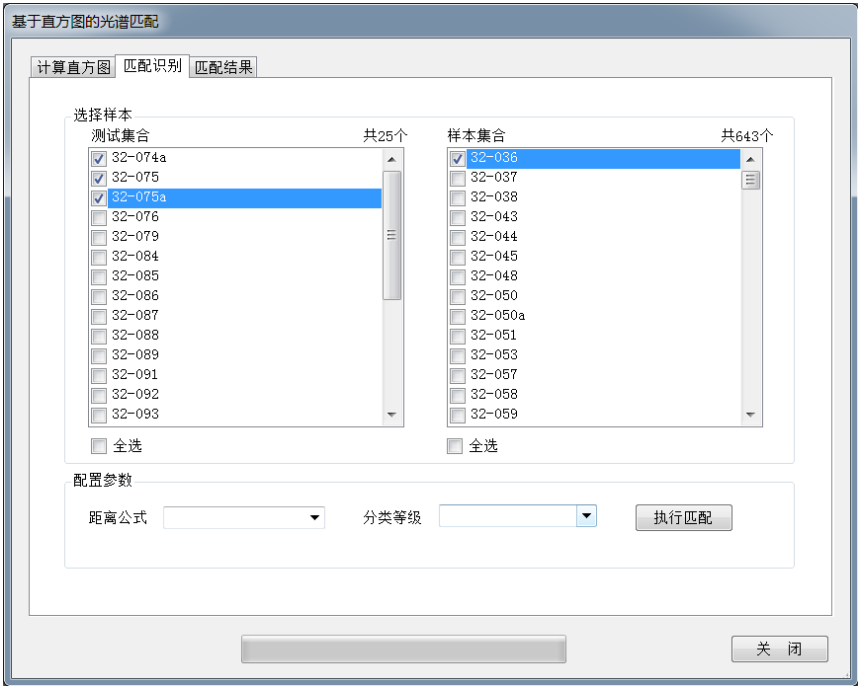 基于直方图的光谱匹配
计算直方图 匹配识别 匹配结果
选择样本
测试集合 共25个
32-074a
32-075
32-075a
32-076
32-079
32-084
32-085
32-086
32-087
32-088
32-089
32-091
32-092
32-093
全选
样本集合 共643个
32-036
32-037
32-038
32-043
32-044
32-045
32-048
32-050
32-050a
32-051
32-053
32-057
32-058
32-059
全选
配置参数
距离公式 分类等级 执行匹配
关 闭